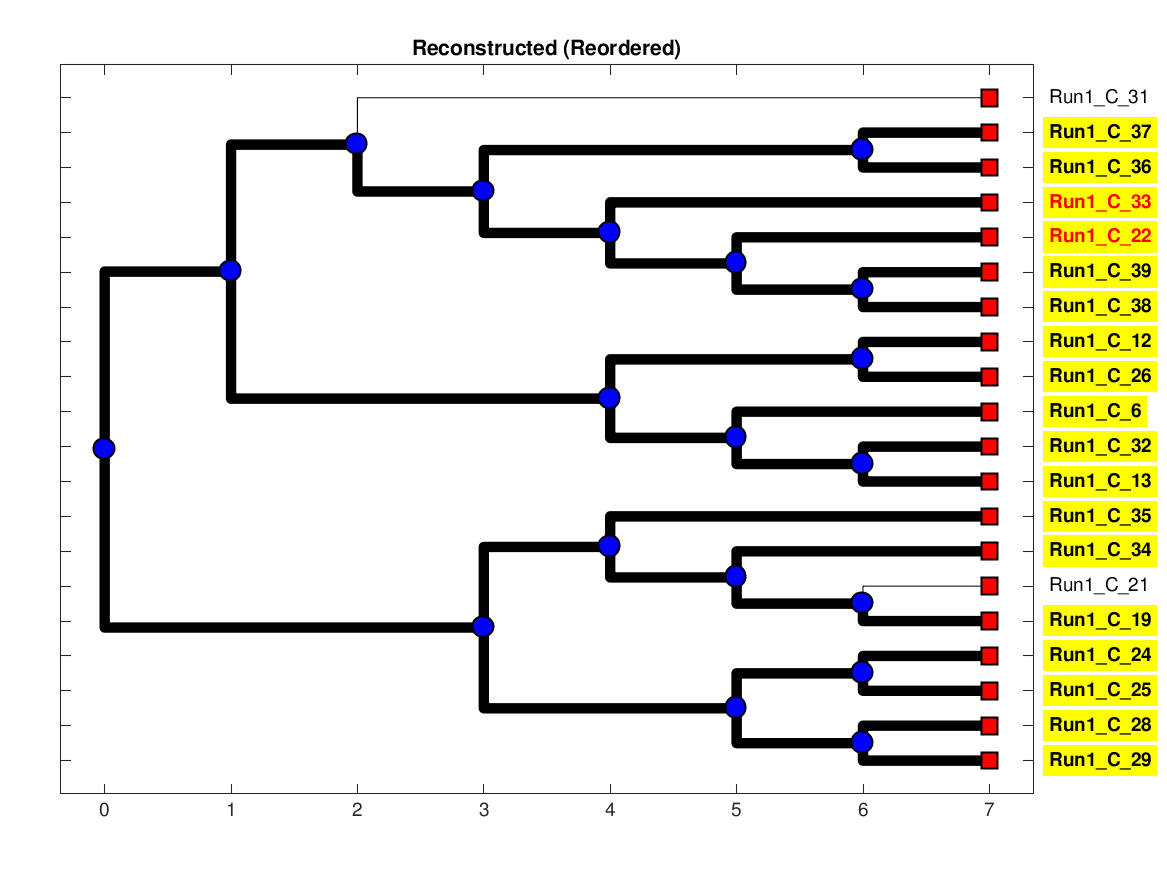 Reconstructed (Reordered)
Run1_C_31
Run1_C_37
Run1_C_36
Run1_C_33
Run1_C_22
Run1_C_39
Run1_C_38
Run1_C_12
Run1_C_26
Run1_C_6
Run1_C_32
Run1_C_13
Run1_C_35
Run1_C_34
Run1_C_21
Run1_C_19
Run1_C_24
Run1_C_25
Run1_C_28
Run1_C_29
0 1 2 3 4 5 6 7